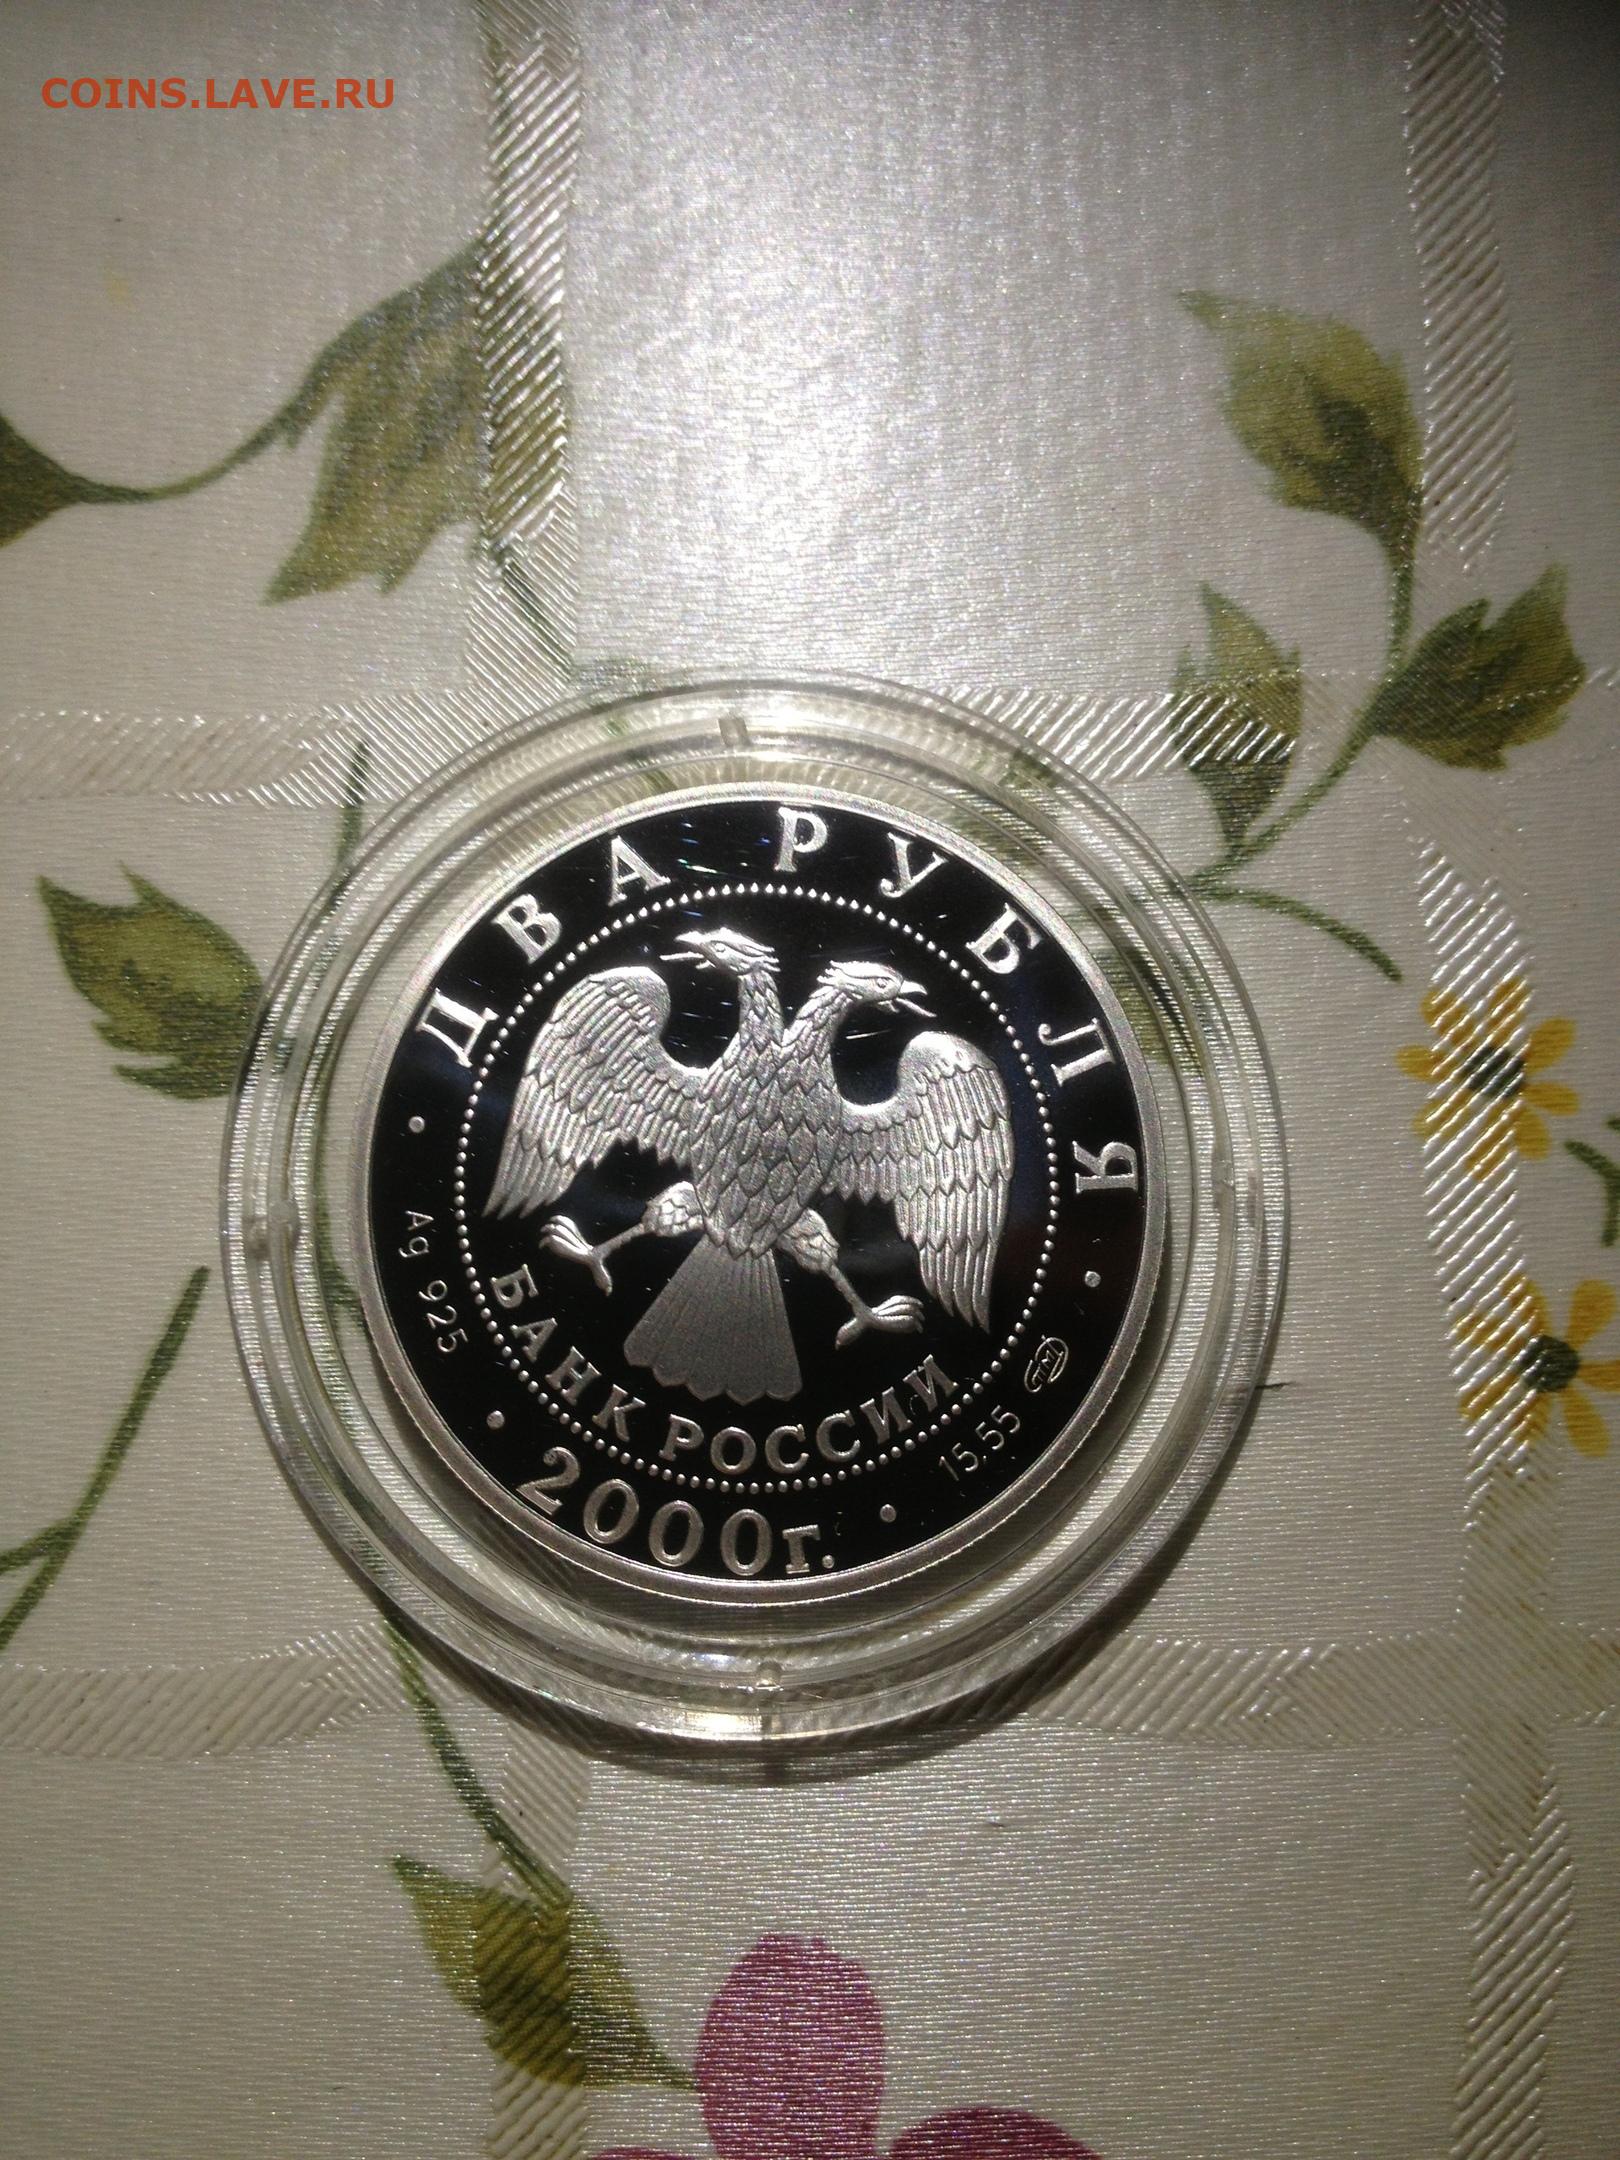 COINS.LAVE.RU
ДВА РУБЛЯ
Ag 925
БАНК РОССИИ
15,55
2000г.